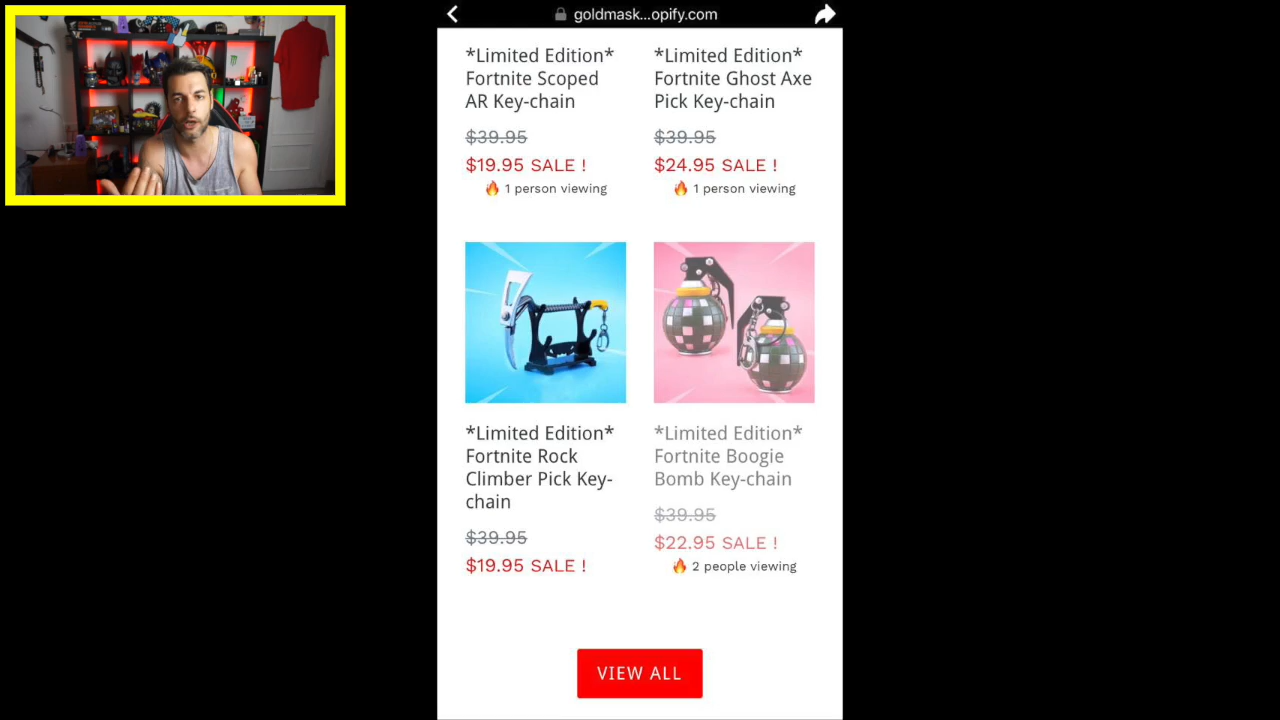 goldmask...opify.com
*Limited Edition*
Fortnite Scoped
AR Key-chain
$39.95
$19.95 SALE !
🔥 1 person viewing
*Limited Edition*
Fortnite Ghost Axe
Pick Key-chain
$39.95
$24.95 SALE !
🔥 1 person viewing
*Limited Edition*
Fortnite Rock
Climber Pick Key-
chain
$39.95
$19.95 SALE !
*Limited Edition*
Fortnite Boogie
Bomb Key-chain
$39.95
$22.95 SALE !
🔥 2 people viewing
VIEW ALL